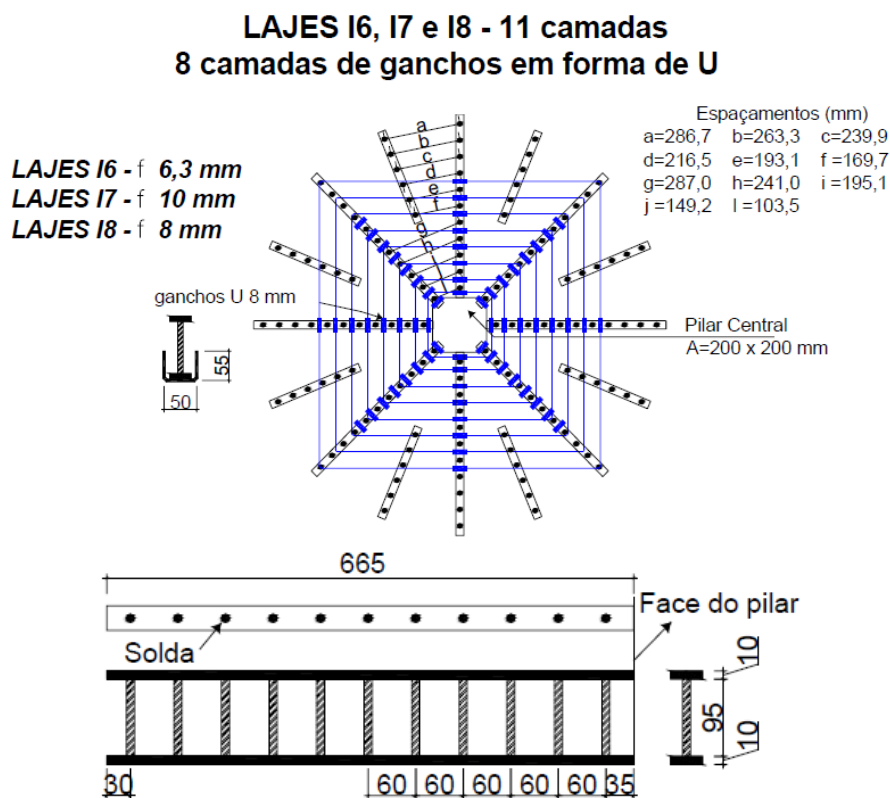 LAJES I6, I7 e I8 - 11 camadas
8 camadas de ganchos em forma de U
Espaçamentos (mm)
a=286,7 b=263,3 c=239,9
d=216,5 e=193,1 f=169,7
g=287,0 h=241,0 i=195,1
j=149,2 l=103,5
LAJES I6 - f 6,3 mm
LAJES I7 - f 10 mm
LAJES I8 - f 8 mm
a
b
c
d
e
f
g
h
ganchos U 8 mm
55
50
Pilar Central
A=200 x 200 mm
665
Face do pilar
Solda
10
95
10
30 60 60 60 60 35